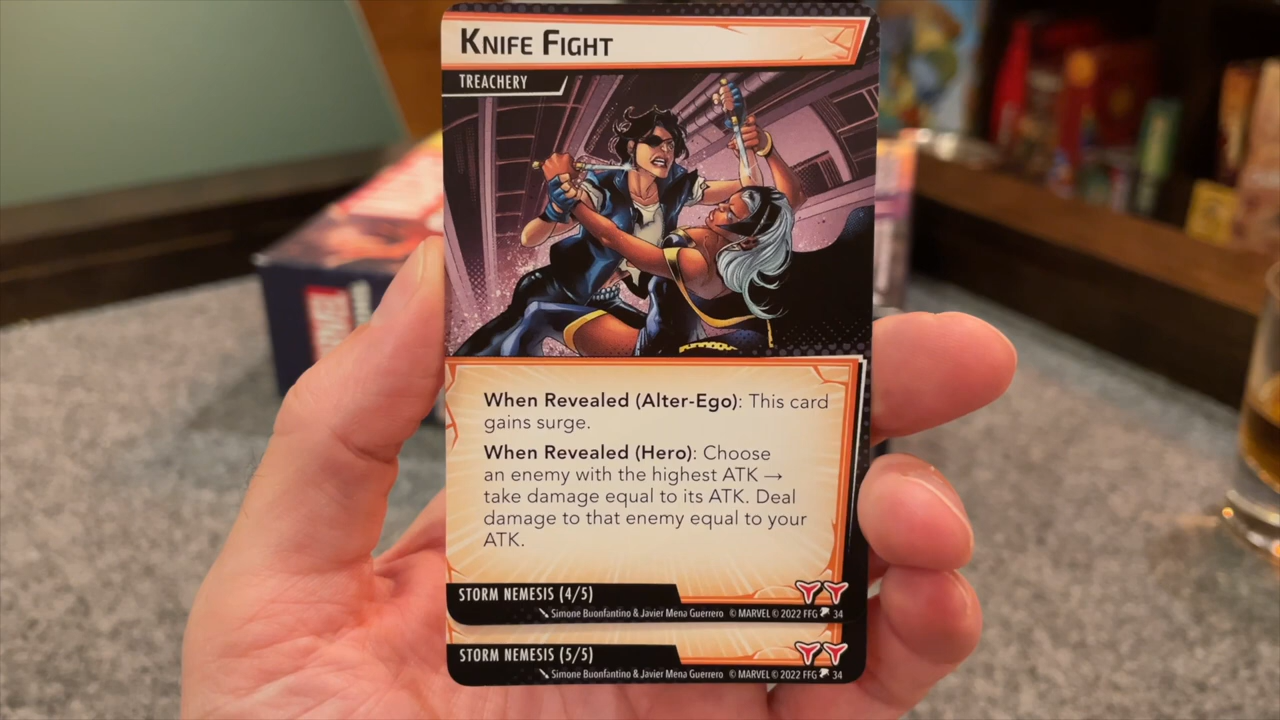 KNIFE FIGHT
TREACHERY
When Revealed (Alter-Ego): This card
gains surge.
When Revealed (Hero): Choose
an enemy with the highest ATK →
take damage equal to its ATK. Deal
damage to that enemy equal to your
ATK.
STORM NEMESIS (4/5)
Simone Buonfantino & Javier Mena Guerrero © MARVEL © 2022 FFG 34
STORM NEMESIS (5/5)
Simone Buonfantino & Javier Mena Guerrero © MARVEL © 2022 FFG 34
MARVEL